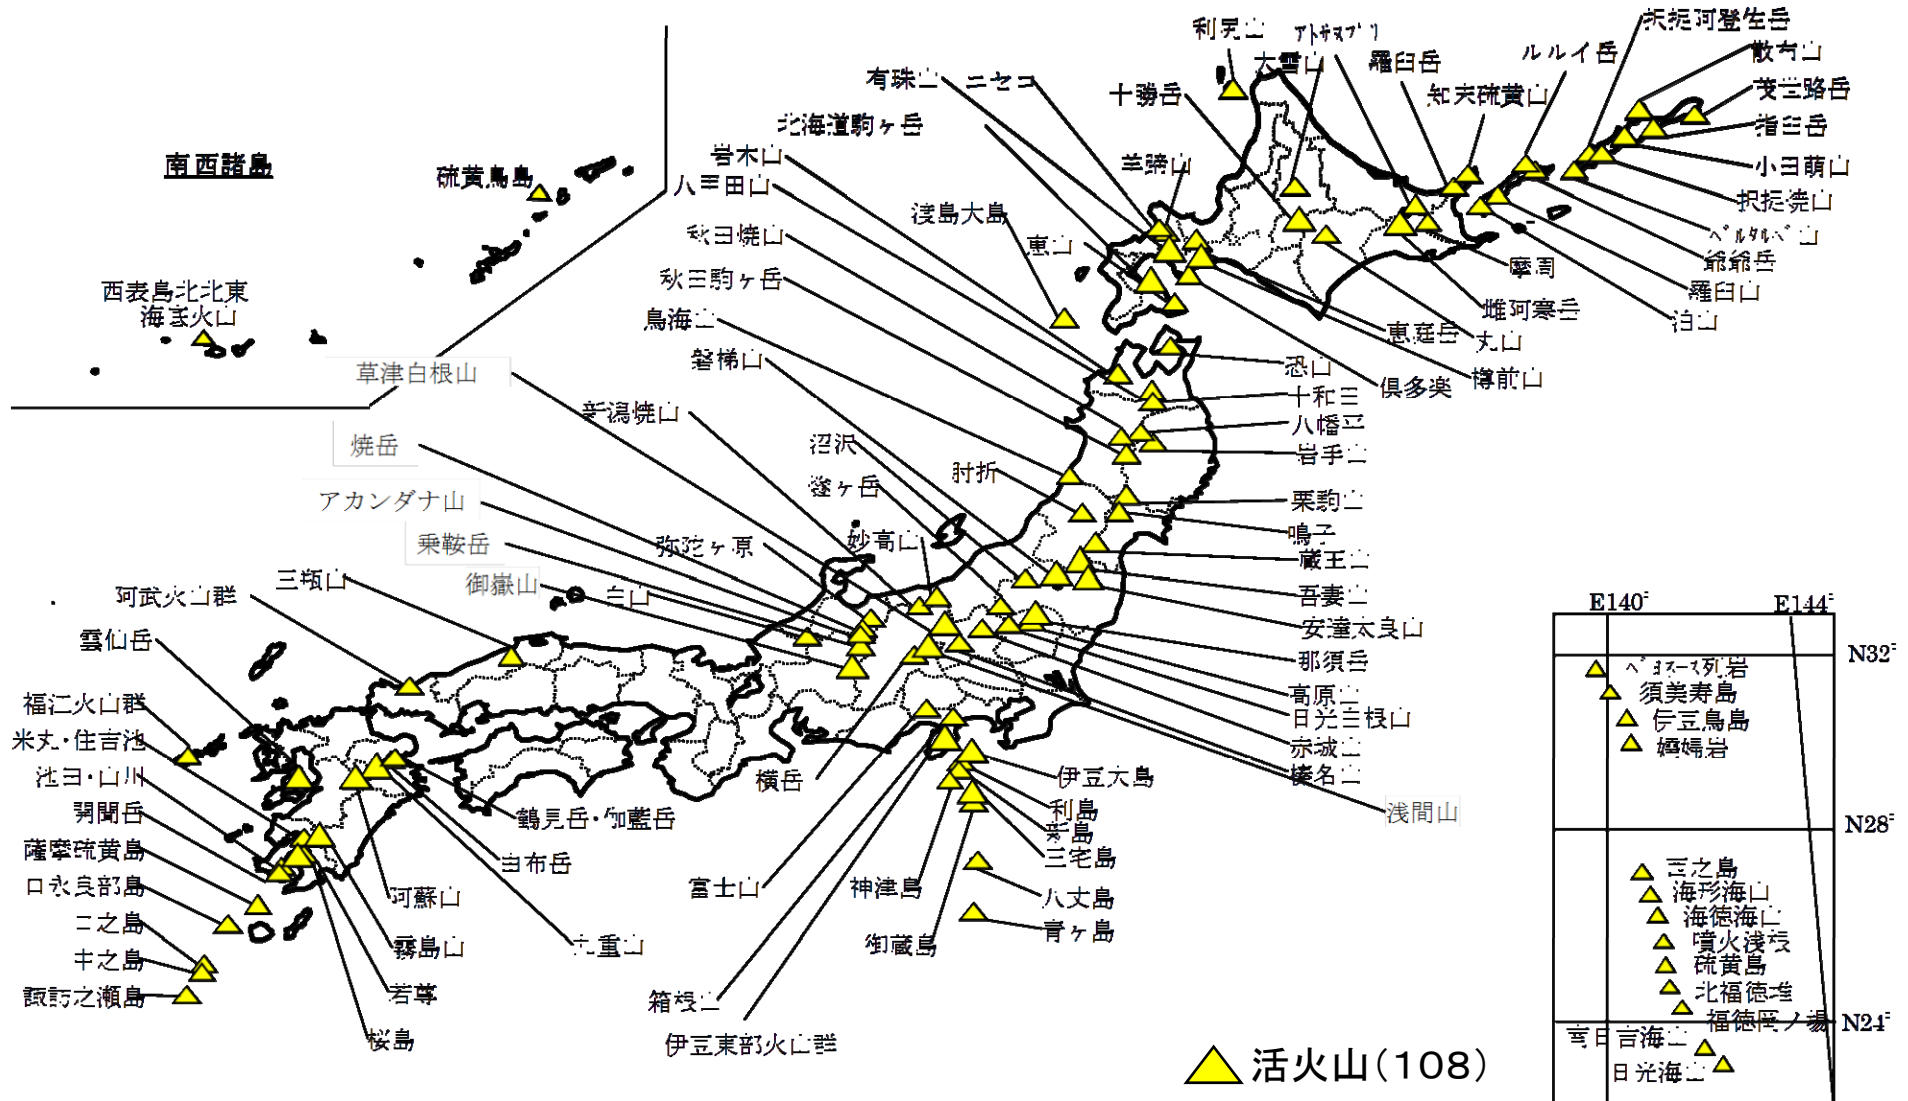 南西諸島
硫黄鳥島
西表島北北東
海底火山
利尻山
アトサヌプリ
大雪山
羅臼岳
ルルイ岳
択捉阿登佐岳
散布山
茂世路岳
知床硫黄山
指臼岳
小田萌山
択捉焼山
ベルタルベ山
爺爺岳
羅臼山
泊山
有珠山
ニセコ
十勝岳
北海道駒ヶ岳
岩木山
羊蹄山
八甲田山
渡島大島
恵山
秋田焼山
秋田駒ヶ岳
鳥海山
磐梯山
摩周
雌阿寒岳
恵庭岳
丸山
樽前山
倶多楽
恐山
十和田
八幡平
岩手山
栗駒山
鳴子
蔵王山
吾妻山
安達太良山
那須岳
高原山
日光白根山
赤城山
榛名山
浅間山
草津白根山
新潟焼山
沼沢
燧ヶ岳
肘折
焼岳
アカンダナ山
乗鞍岳
弥陀ヶ原
妙高山
御嶽山
白山
三瓶山
阿武火山群
雲仙岳
福江火山群
米丸・住吉池
池田・山川
開聞岳
薩摩硫黄島
口永良部島
口之島
中之島
諏訪之瀬島
鶴見岳・伽藍岳
由布岳
阿蘇山
九重山
霧島山
若尊
桜島
横岳
富士山
箱根山
伊豆東部火山群
伊豆大島
利島
新島
三宅島
神津島
八丈島
御蔵島
青ヶ島
E140°
E144°
N32°
ベヨネース列岩
須美寿島
伊豆鳥島
孀婦岩
N28°
西之島
海形海山
海徳海山
噴火浅根
硫黄島
北福徳堆
福徳岡ノ場
N24°
南日吉海山
日光海山
活火山(108)